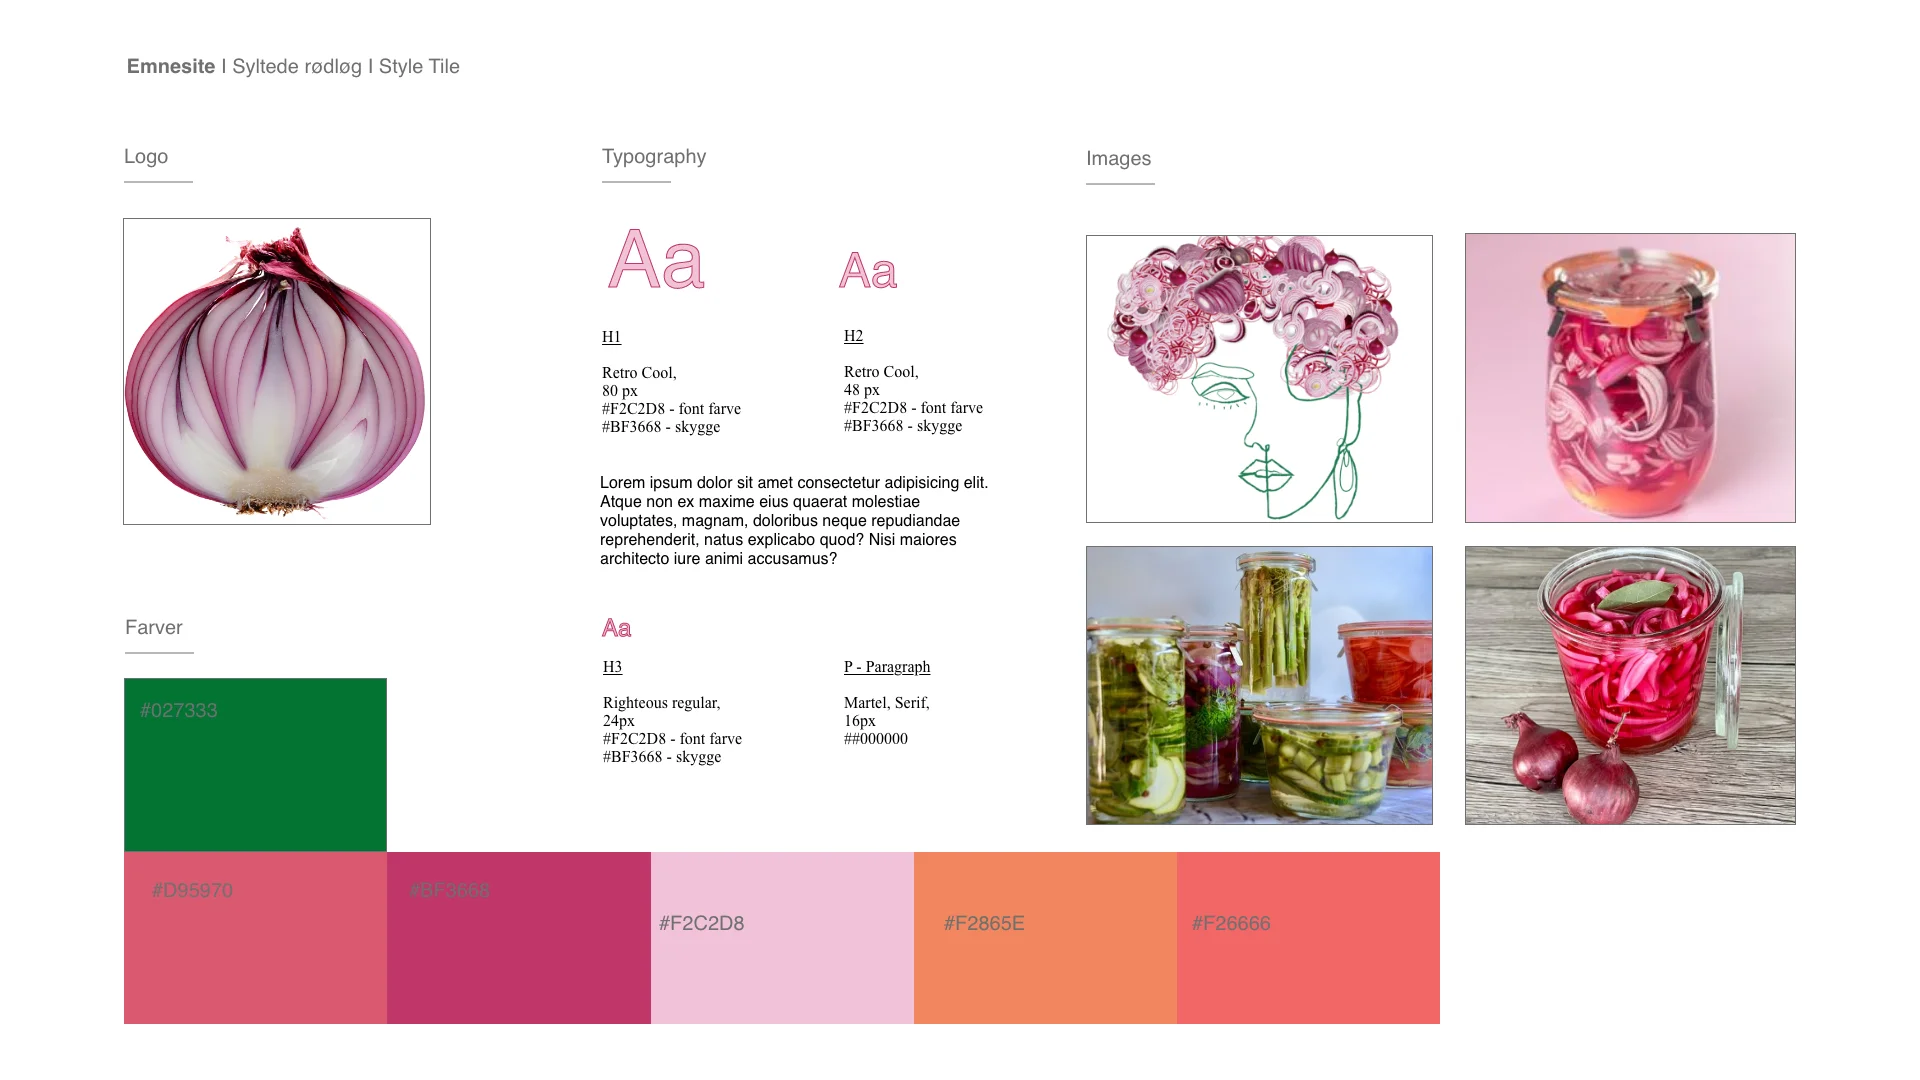 Emnesite I Syltede rødløg I Style Tile
Logo
Typography
Images
Aa
Aa
H1
Retro Cool,
80 px
#F2C2D8 - font farve
#BF3668 - skygge
H2
Retro Cool,
48 px
#F2C2D8 - font farve
#BF3668 - skygge
Lorem ipsum dolor sit amet consectetur adipisicing elit.
Atque non ex maxime eius quaerat molestiae
voluptates, magnam, doloribus neque repudiandae
reprehenderit, natus explicabo quod? Nisi maiores
architecto iure animi accusamus?
Aa
H3
Righteous regular,
24px
#F2C2D8 - font farve
#BF3668 - skygge
P - Paragraph
Martel, Serif,
16px
##000000
Farver
#027333
#D95970
#BF3668
#F2C2D8
#F2865E
#F26666